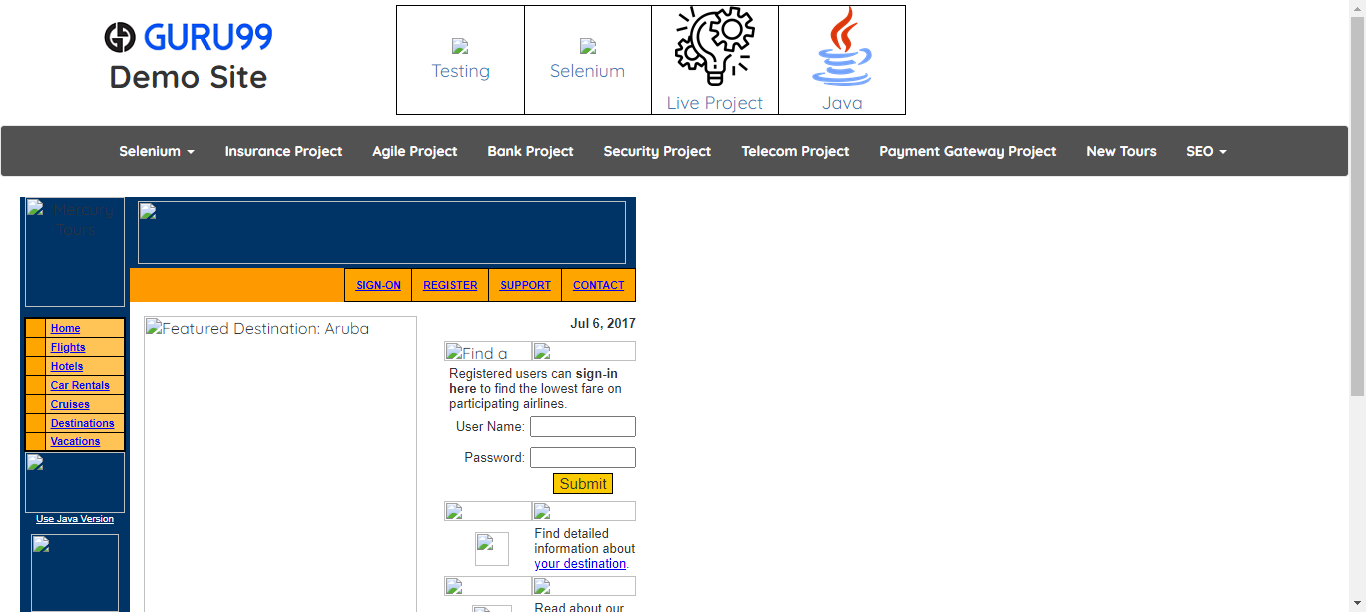 GURU99
Demo Site
Testing
Selenium
Live Project
Java
Selenium
Insurance Project
Agile Project
Bank Project
Security Project
Telecom Project
Payment Gateway Project
New Tours
SEO
Mercury
Tours
SIGN-ON
REGISTER
SUPPORT
CONTACT
Home
Flights
Hotels
Car Rentals
Cruises
Destinations
Vacations
Use Java Version
Featured Destination: Aruba
Jul 6, 2017
Find a
Registered users can sign-in
here to find the lowest fare on
participating airlines.
User Name:
Password:
Submit
Find detailed
information about
your destination.
Read about our